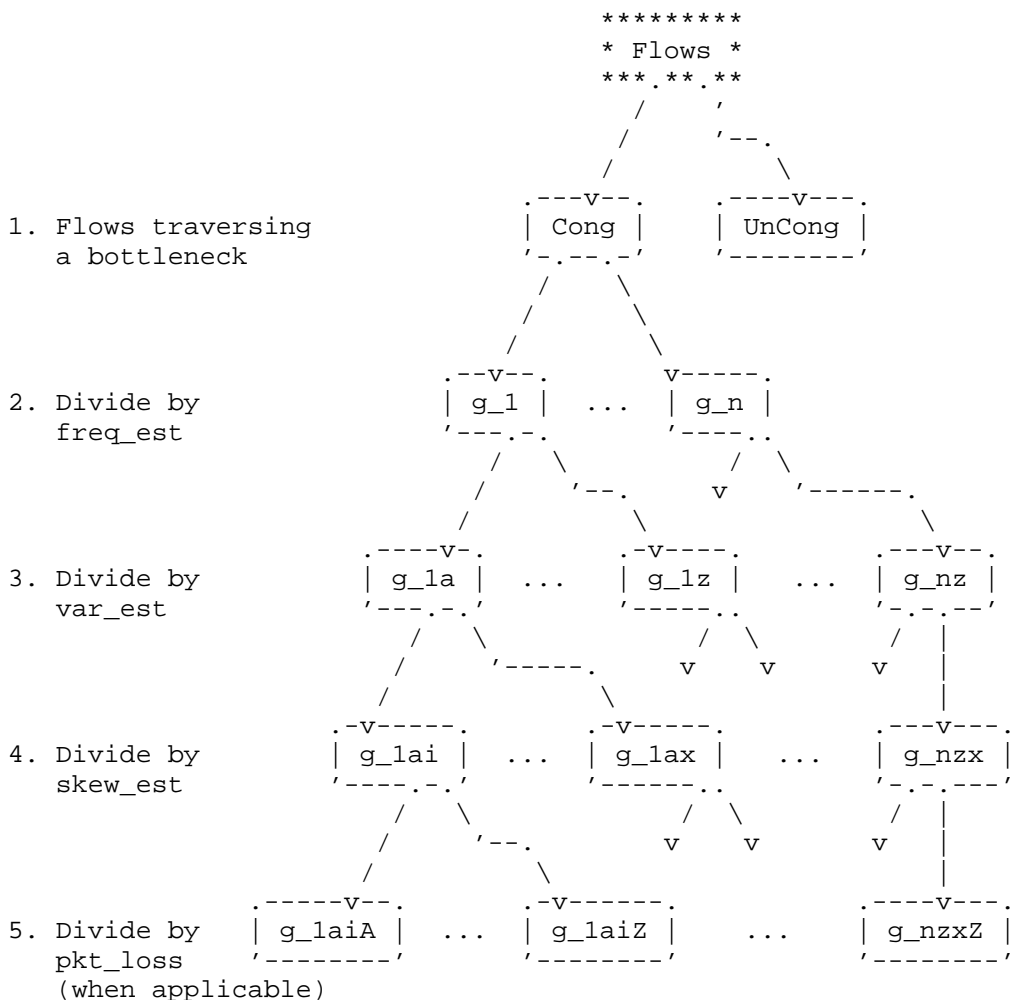 * Flows *
1. Flows traversing | Cong | | UnCong |
a bottleneck
2. Divide by | g_1 | ... | g_n |
freq_est
3. Divide by | g_1a | ... | g_1z | ... | g_nz |
var_est
4. Divide by | g_1ai | ... | g_1ax | ... | g_nzx |
skew_est
5. Divide by | g_1aiA | ... | g_1aiZ | ... | g_nzxZ |
pkt_loss
(when applicable)